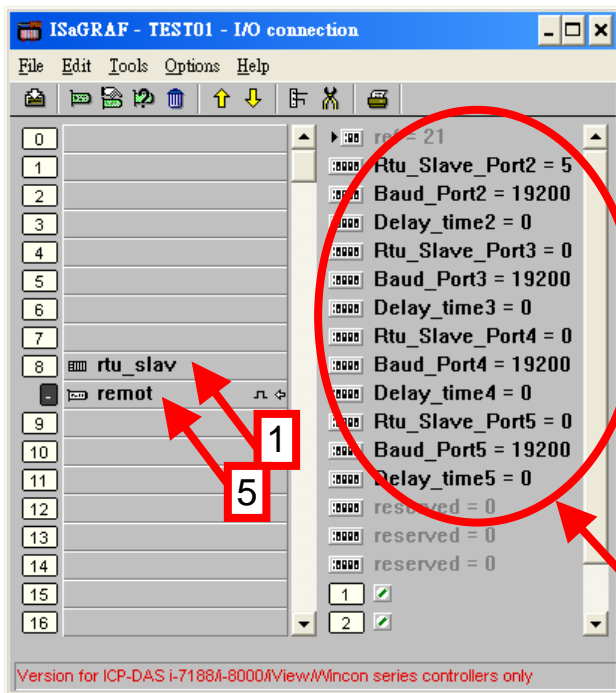 ISaGRAF - TEST01 - I/O connection
File Edit Tools Options Help
0
1
2
3
4
5
6
7
8 rtu_slav
- remot
9
10
11
12
13
14
15
16
1
5
ref = 21
Rtu_Slave_Port2 = 5
Baud_Port2 = 19200
Delay_time2 = 0
Rtu_Slave_Port3 = 0
Baud_Port3 = 19200
Delay_time3 = 0
Rtu_Slave_Port4 = 0
Baud_Port4 = 19200
Delay_time4 = 0
Rtu_Slave_Port5 = 0
Baud_Port5 = 19200
Delay_time5 = 0
reserved = 0
reserved = 0
reserved = 0
1
2
Version for ICP-DAS i-7188/i-8000/iView/Wincon series controllers only